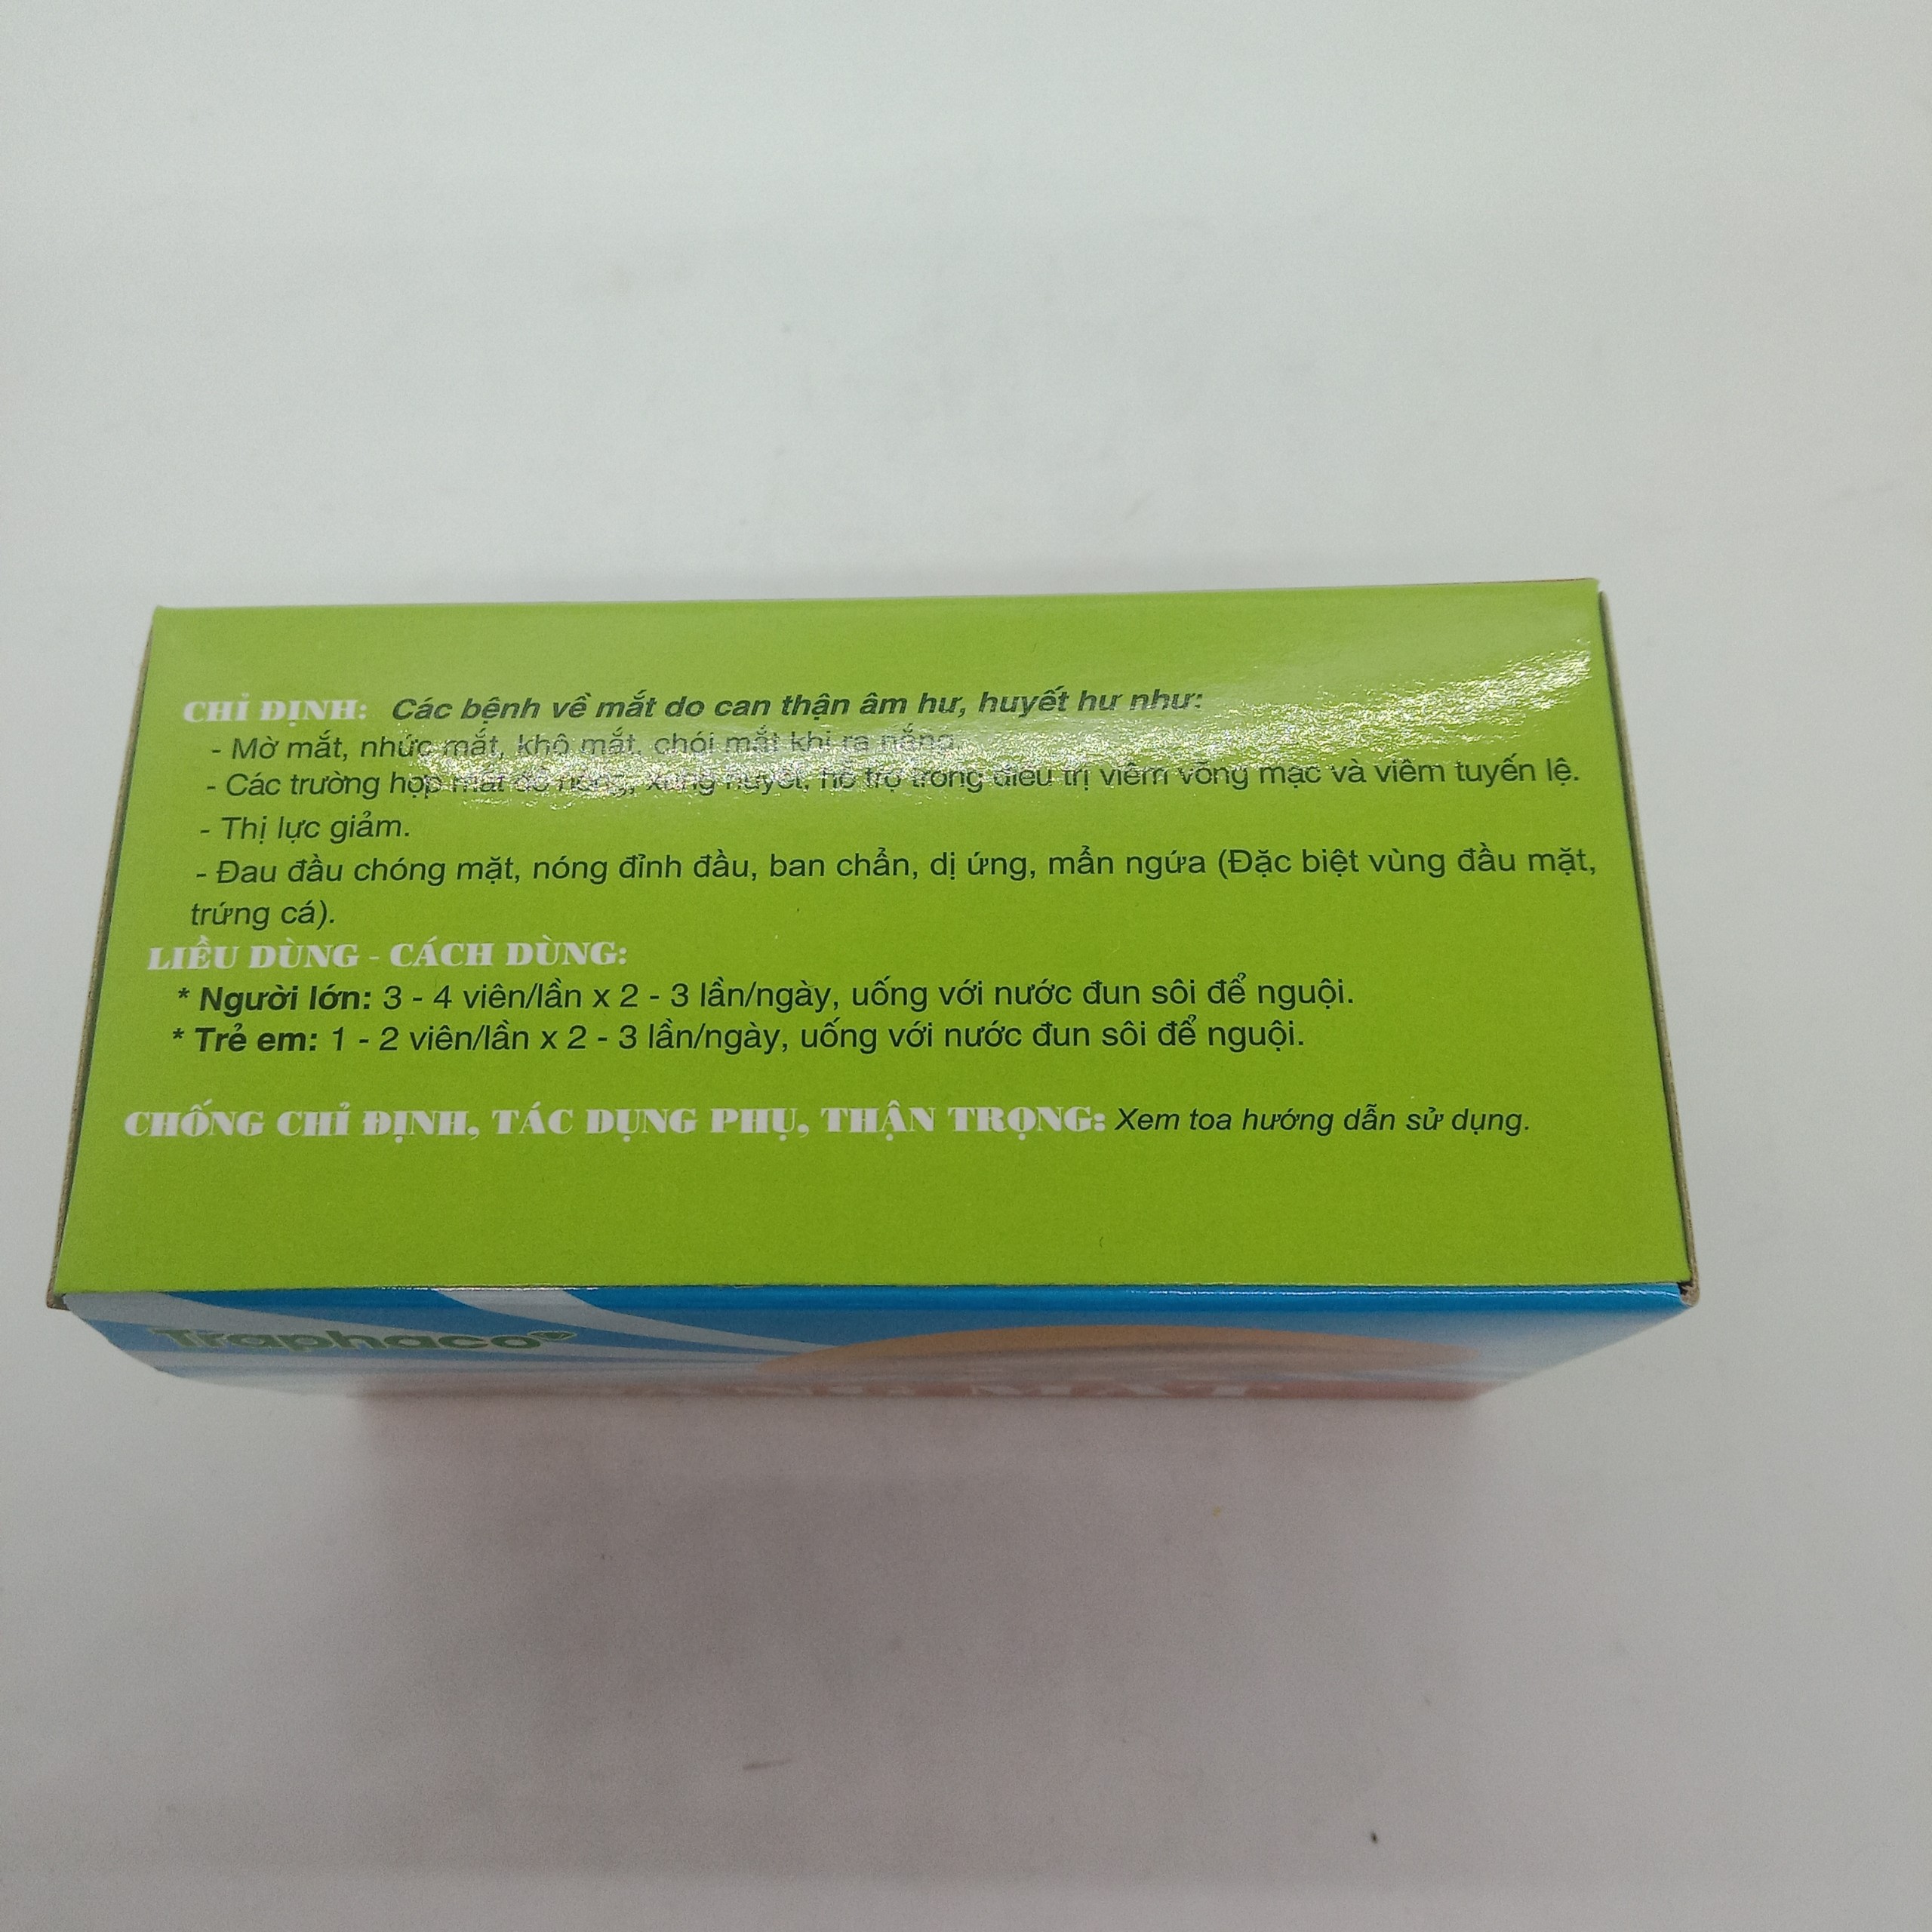 CHỈ ĐỊNH: Các bệnh về mắt do can thận âm hư, huyết hư như:
- Mờ mắt, nhức mắt, khô mắt, chói mắt khi ra nắng.
- Các trường hợp mắt đỏ nóng, xung huyết, hỗ trợ trong điều trị viêm võng mạc và viêm tuyến lệ.
- Thị lực giảm.
- Đau đầu chóng mặt, nóng đỉnh đầu, ban chẩn, dị ứng, mẩn ngứa (Đặc biệt vùng đầu mặt,
trứng cá).
LIỀU DÙNG - CÁCH DÙNG:
* Người lớn: 3 - 4 viên/lần x 2 - 3 lần/ngày, uống với nước đun sôi để nguội.
* Trẻ em: 1 - 2 viên/lần x 2 - 3 lần/ngày, uống với nước đun sôi để nguội.
CHỐNG CHỈ ĐỊNH, TÁC DỤNG PHỤ, THẬN TRỌNG: Xem toa hướng dẫn sử dụng.
Traphaco